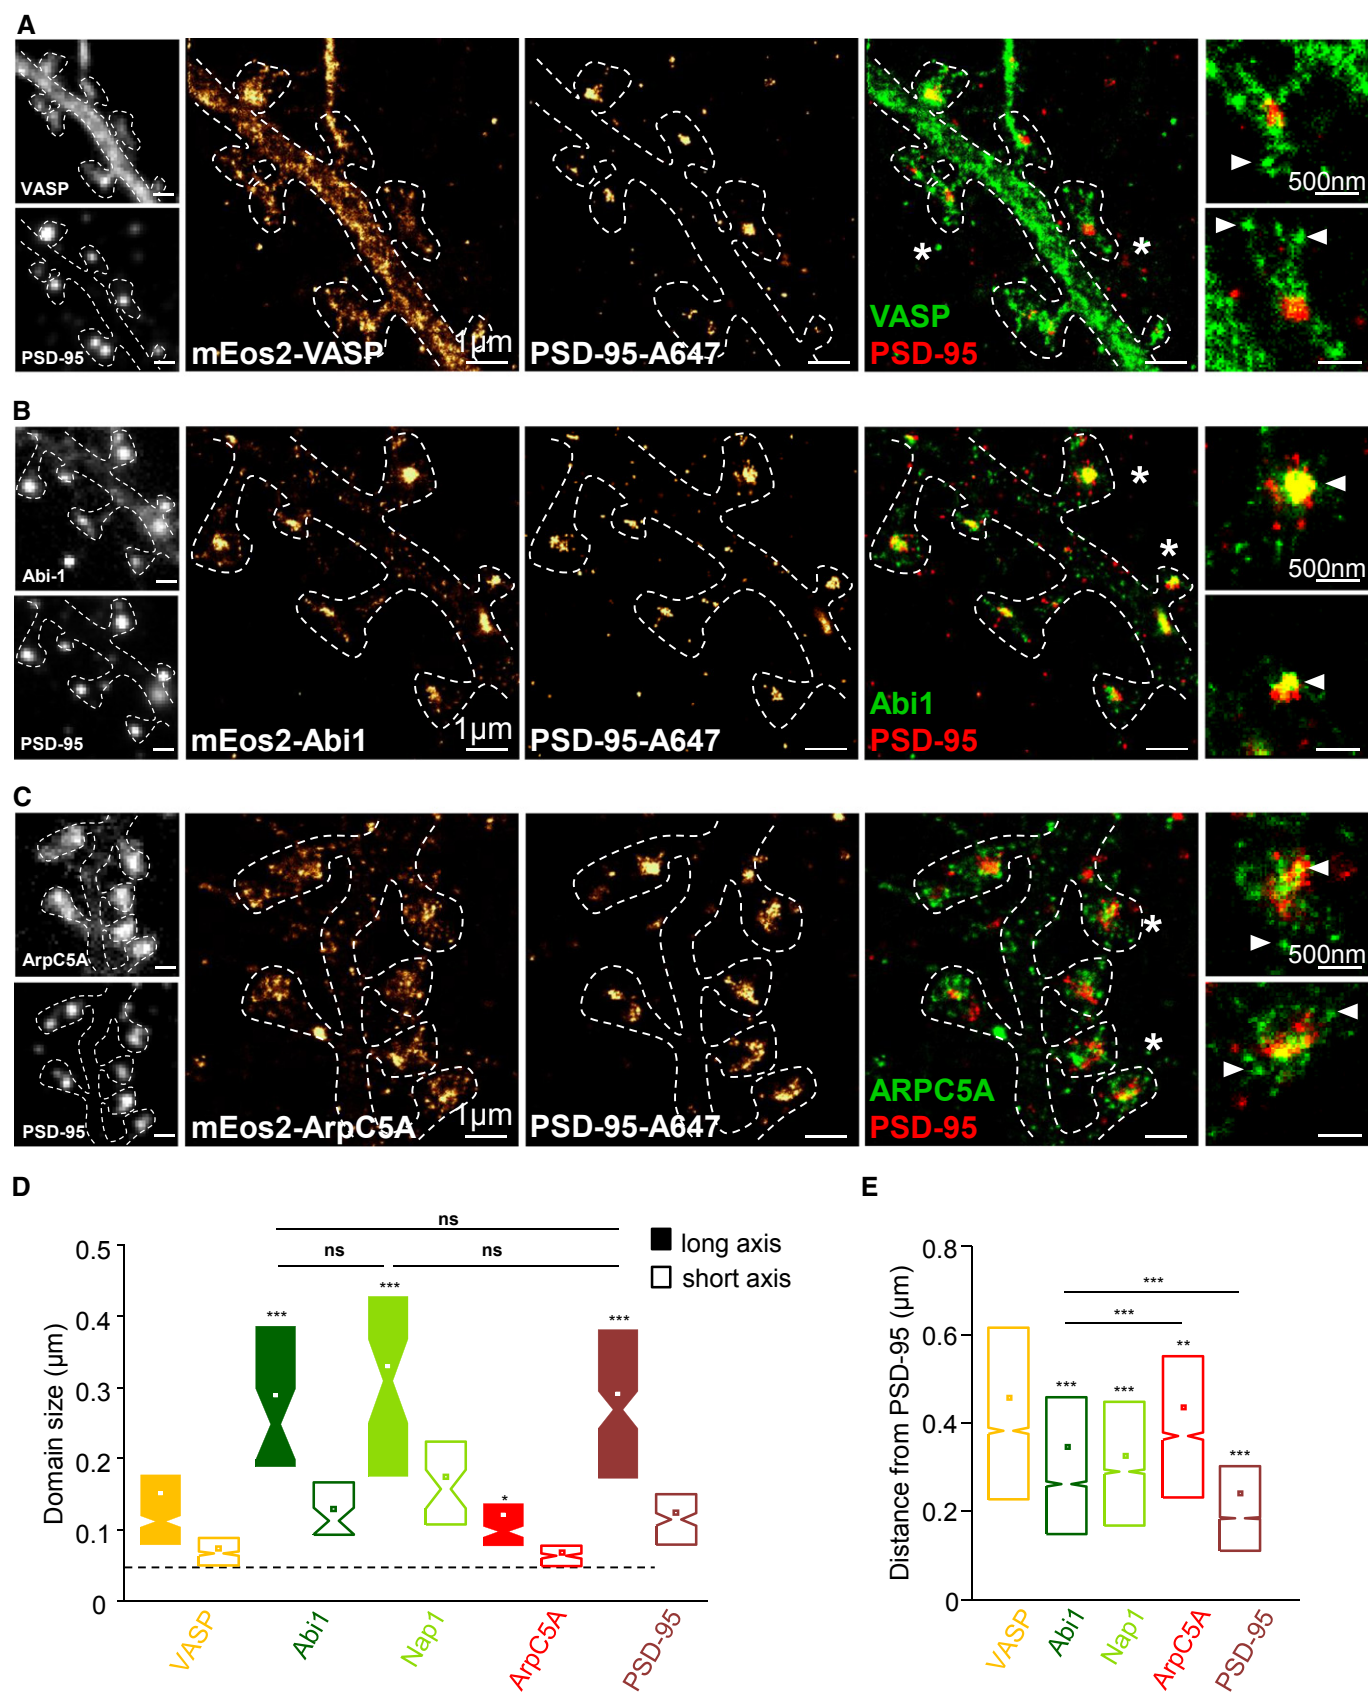 A
VASP
PSD-95
mEos2-VASP
1µm
PSD-95-A647
VASP
PSD-95
*
*
500nm
B
Abi-1
PSD-95
mEos2-Abi1
1µm
PSD-95-A647
Abi1
PSD-95
*
*
500nm
C
ArpC5A
PSD-95
mEos2-ArpC5A
1µm
PSD-95-A647
ARPC5A
PSD-95
*
*
500nm
D
ns
ns
ns
long axis
short axis
***
***
*
***
Domain size (µm)
0.5
0.4
0.3
0.2
0.1
0
VASP
Abi1
Nap1
ArpC5A
PSD-95
E
***
***
***
***
**
***
Distance from PSD-95 (µm)
0.8
0.6
0.4
0.2
0
VASP
Abi1
Nap1
ArpC5A
PSD-95